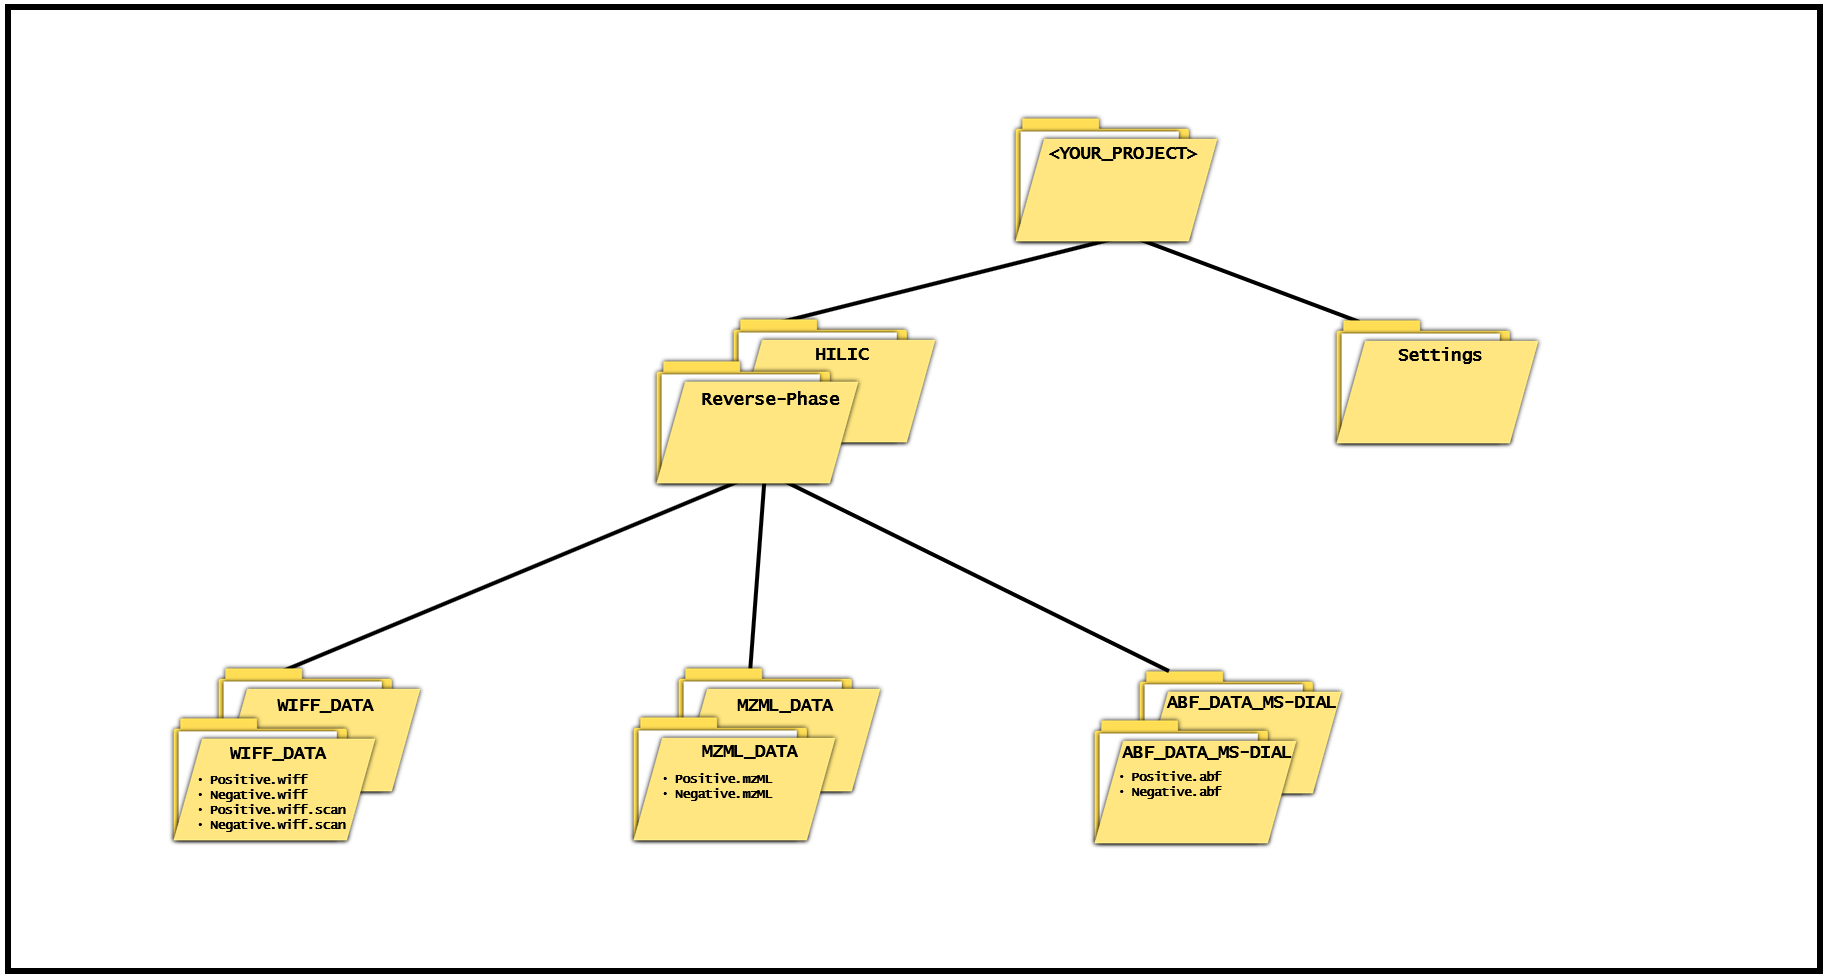 <YOUR_PROJECT>
HILIC
Settings
Reverse-Phase
WIFF_DATA
MZML_DATA
ABF_DATA_MS-DIAL
WIFF_DATA
• Positive.wiff
• Negative.wiff
• Positive.wiff.scan
• Negative.wiff.scan
MZML_DATA
• Positive.mzML
• Negative.mzML
ABF_DATA_MS-DIAL
• Positive.abf
• Negative.abf